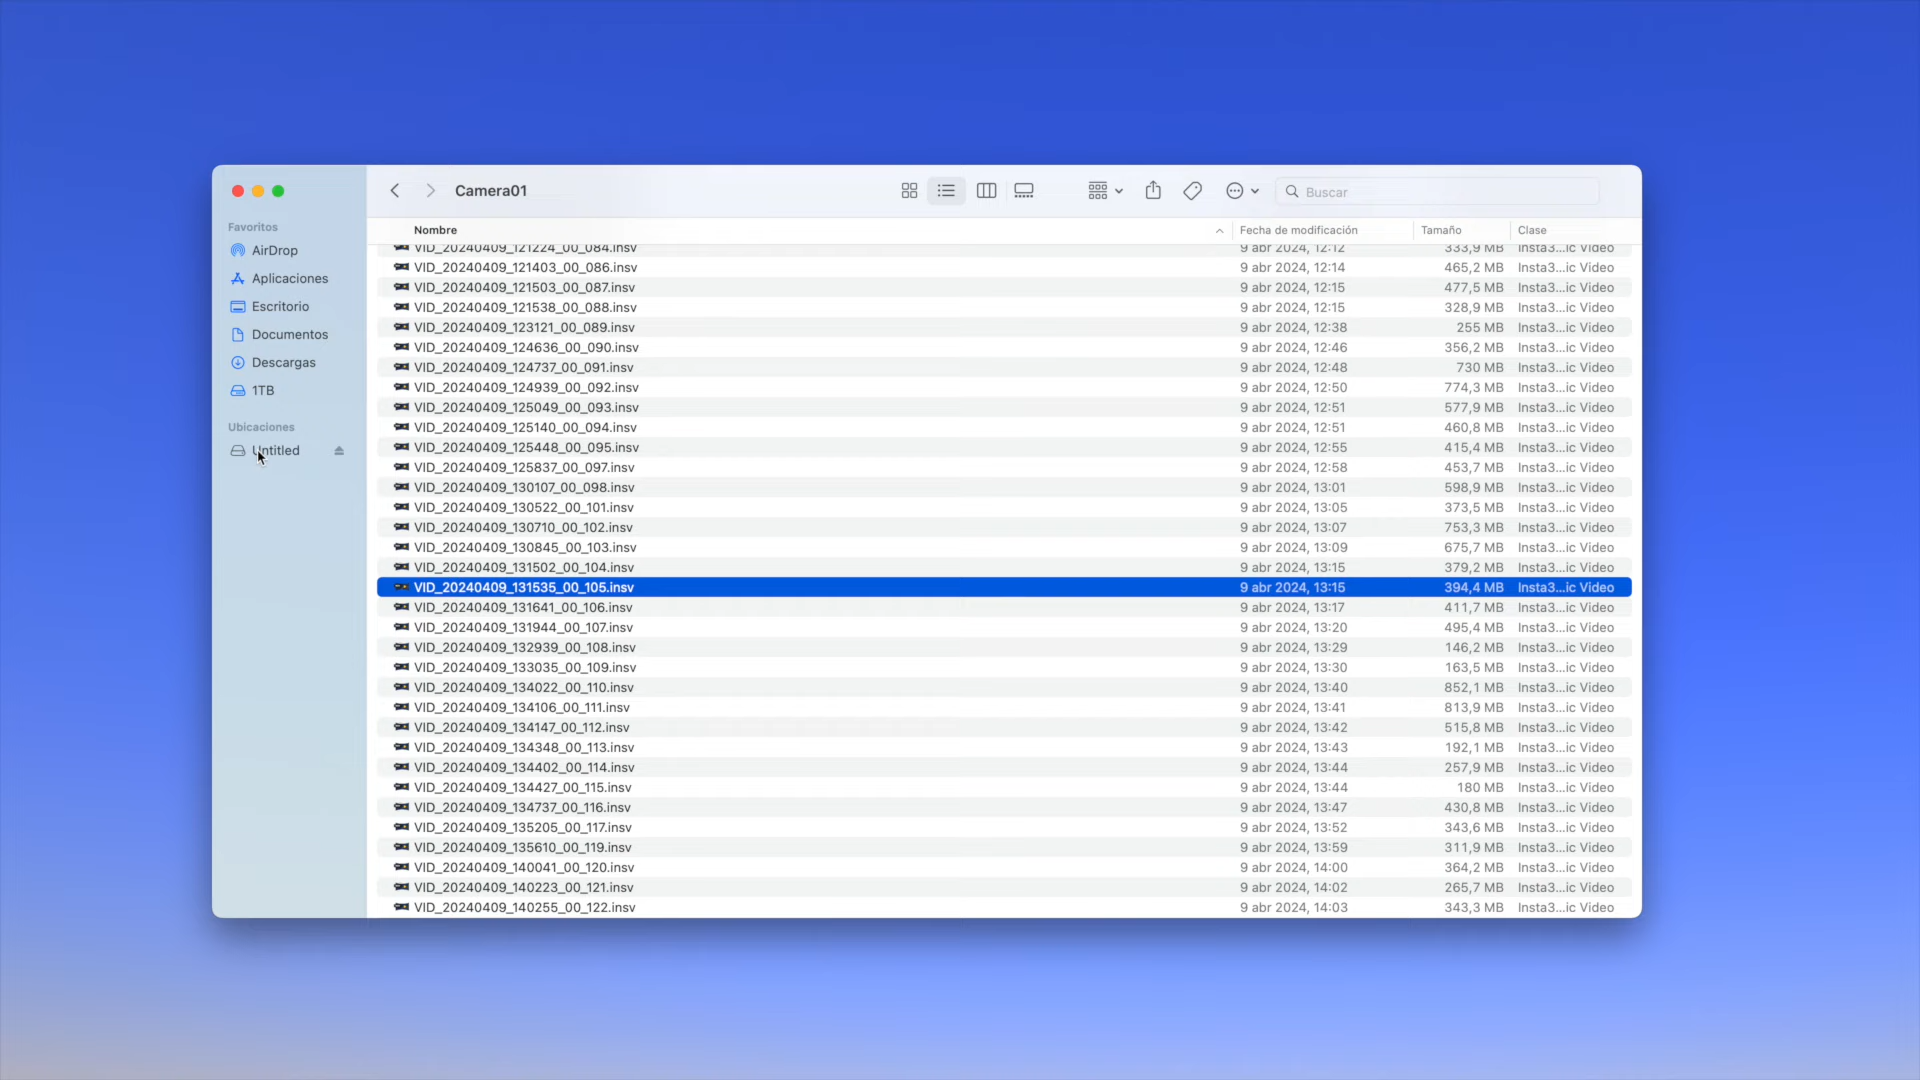 Camera01
Buscar
Favoritos
AirDrop
Aplicaciones
Escritorio
Documentos
Descargas
1TB
Ubicaciones
Untitled
Nombre Fecha de modificación Tamaño Clase
VID_20240409_121224_00_084.insv 9 abr 2024, 12:12 333,9 MB Insta3...ic Video
VID_20240409_121403_00_086.insv 9 abr 2024, 12:14 465,2 MB Insta3...ic Video
VID_20240409_121503_00_087.insv 9 abr 2024, 12:15 477,5 MB Insta3...ic Video
VID_20240409_121538_00_088.insv 9 abr 2024, 12:15 328,9 MB Insta3...ic Video
VID_20240409_123121_00_089.insv 9 abr 2024, 12:38 255 MB Insta3...ic Video
VID_20240409_124636_00_090.insv 9 abr 2024, 12:46 356,2 MB Insta3...ic Video
VID_20240409_124737_00_091.insv 9 abr 2024, 12:48 730 MB Insta3...ic Video
VID_20240409_124939_00_092.insv 9 abr 2024, 12:50 774,3 MB Insta3...ic Video
VID_20240409_125049_00_093.insv 9 abr 2024, 12:51 577,9 MB Insta3...ic Video
VID_20240409_125140_00_094.insv 9 abr 2024, 12:51 460,8 MB Insta3...ic Video
VID_20240409_125448_00_095.insv 9 abr 2024, 12:55 415,4 MB Insta3...ic Video
VID_20240409_125837_00_097.insv 9 abr 2024, 12:58 453,7 MB Insta3...ic Video
VID_20240409_130107_00_098.insv 9 abr 2024, 13:01 598,9 MB Insta3...ic Video
VID_20240409_130522_00_101.insv 9 abr 2024, 13:05 373,5 MB Insta3...ic Video
VID_20240409_130710_00_102.insv 9 abr 2024, 13:07 753,3 MB Insta3...ic Video
VID_20240409_130845_00_103.insv 9 abr 2024, 13:09 675,7 MB Insta3...ic Video
VID_20240409_131502_00_104.insv 9 abr 2024, 13:15 379,2 MB Insta3...ic Video
VID_20240409_131535_00_105.insv 9 abr 2024, 13:15 394,4 MB Insta3...ic Video
VID_20240409_131641_00_106.insv 9 abr 2024, 13:17 411,7 MB Insta3...ic Video
VID_20240409_131944_00_107.insv 9 abr 2024, 13:20 495,4 MB Insta3...ic Video
VID_20240409_132939_00_108.insv 9 abr 2024, 13:29 146,2 MB Insta3...ic Video
VID_20240409_133035_00_109.insv 9 abr 2024, 13:30 163,5 MB Insta3...ic Video
VID_20240409_134022_00_110.insv 9 abr 2024, 13:40 852,1 MB Insta3...ic Video
VID_20240409_134106_00_111.insv 9 abr 2024, 13:41 813,9 MB Insta3...ic Video
VID_20240409_134147_00_112.insv 9 abr 2024, 13:42 515,8 MB Insta3...ic Video
VID_20240409_134348_00_113.insv 9 abr 2024, 13:43 192,1 MB Insta3...ic Video
VID_20240409_134402_00_114.insv 9 abr 2024, 13:44 257,9 MB Insta3...ic Video
VID_20240409_134427_00_115.insv 9 abr 2024, 13:44 180 MB Insta3...ic Video
VID_20240409_134737_00_116.insv 9 abr 2024, 13:47 430,8 MB Insta3...ic Video
VID_20240409_135205_00_117.insv 9 abr 2024, 13:52 343,6 MB Insta3...ic Video
VID_20240409_135610_00_119.insv 9 abr 2024, 13:59 311,9 MB Insta3...ic Video
VID_20240409_140041_00_120.insv 9 abr 2024, 14:00 364,2 MB Insta3...ic Video
VID_20240409_140223_00_121.insv 9 abr 2024, 14:02 265,7 MB Insta3...ic Video
VID_20240409_140255_00_122.insv 9 abr 2024, 14:03 343,3 MB Insta3...ic Video